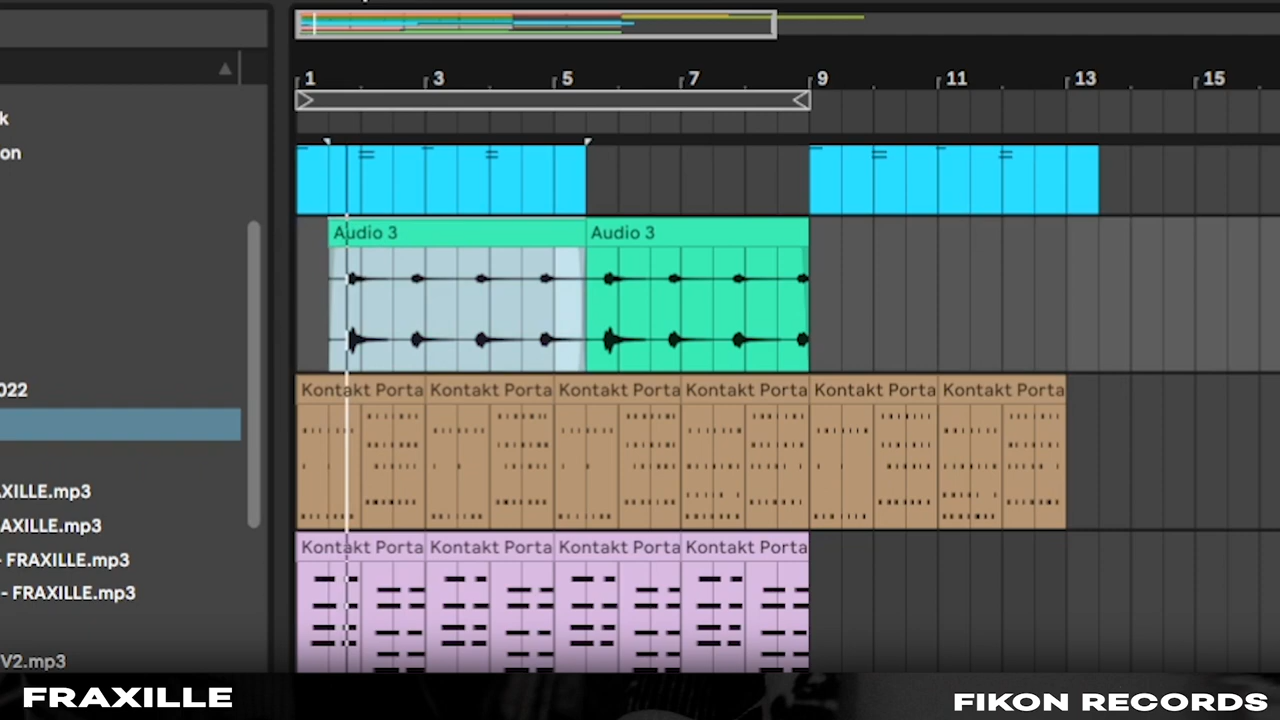 1 3 5 7 9 11 13 15
k
on
Audio 3 Audio 3
022
Kontakt Porta Kontakt Porta Kontakt Porta Kontakt Porta Kontakt Porta Kontakt Porta
XILLE.mp3
AXILLE.mp3
Kontakt Porta Kontakt Porta Kontakt Porta Kontakt Porta
- FRAXILLE.mp3
- FRAXILLE.mp3
V2.mp3
FRAXILLE
FIKON RECORDS